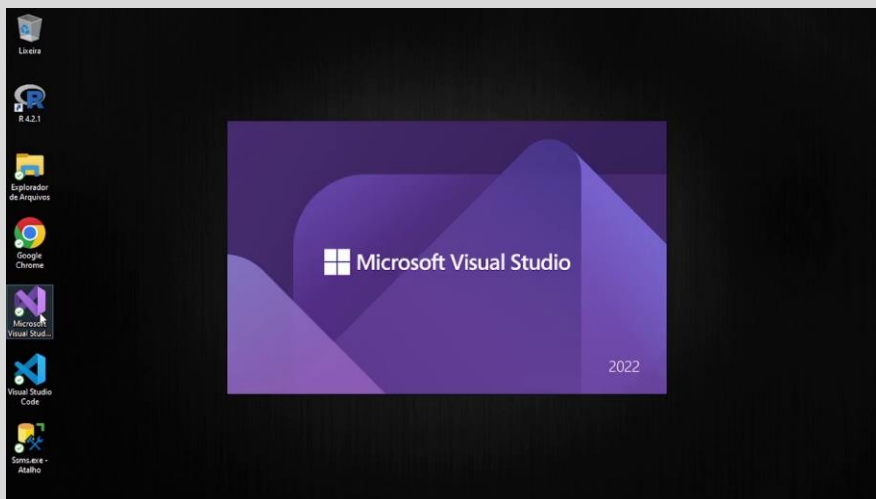 Lixeira
R 4.2.1
Explorador
de Arquivos
Google
Chrome
Microsoft
Visual Stud...
Visual Studio
Code
Ssms.exe -
Atalho
Microsoft Visual Studio
2022